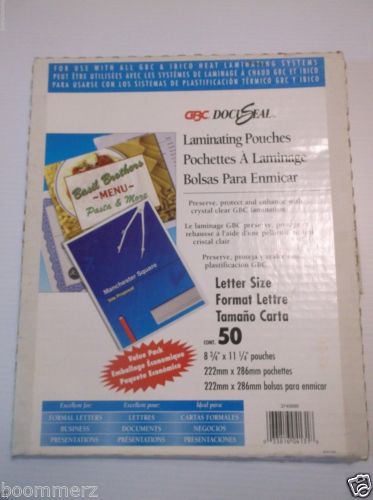 FOR USE WITH ALL GBC & IBICO HEAT LAMINATING SYSTEMS
PEUT ÊTRE UTILISÉES AVEC LES SYSTÈMES DE LAMINAGE À CHAUD GBC ET IBICO
PARA USARSE CON LOS SISTEMAS DE PLASTIFICACIÓN TÉRMICO GBC E IBICO
GBC DOCUSEAL
Laminating Pouches
Pochettes À Laminage
Bolsas Para Enmicar
Preserve, protect and enhance with
crystal clear GBC lamination
Le laminage GBC préserve, protège
rehausse à l'aide d'une
cristal clair
Preserve, proteja y
plastificación GBC
Basil Brothers
~MENU~
Pasta & More
Manchester Square
Site Proposal
Letter Size
Format Lettre
Tamaño Carta
CONT. 50
8 3/4" x 11 1/4" pouches
222mm x 286mm pochettes
222mm x 286mm bolsas para enmicar
Value Pack
Emballage Économique
Paquete Económico
Excellent for:
FORMAL LETTERS
BUSINESS
PRESENTATIONS
Excellent pour:
LETTRES
DOCUMENTS
PRÉSENTATIONS
Ideal para:
CARTAS FORMALES
NEGOCIOS
PRESENTACIONES
© boommerz